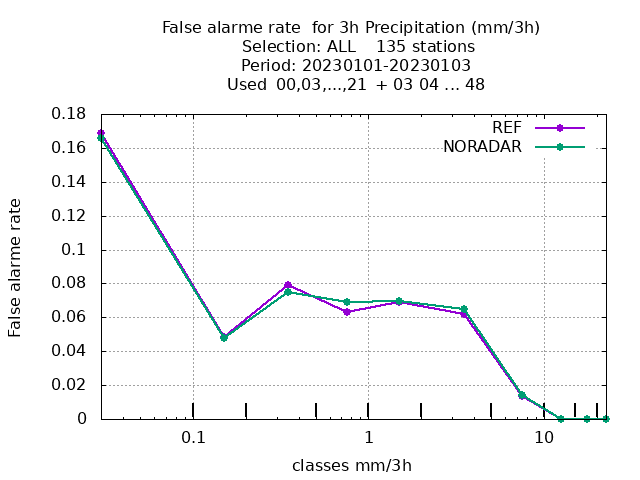 False alarme rate  for 3h Precipitation (mm/3h)
Selection: ALL    135 stations
Period: 20230101-20230103
Used  00,03,...,21  + 03 04 ... 48
0.18
0.16
0.14
0.12
0.1
0.08
0.06
0.04
0.02
0
False alarme rate
REF
NORADAR
0.1
1
10
classes mm/3h